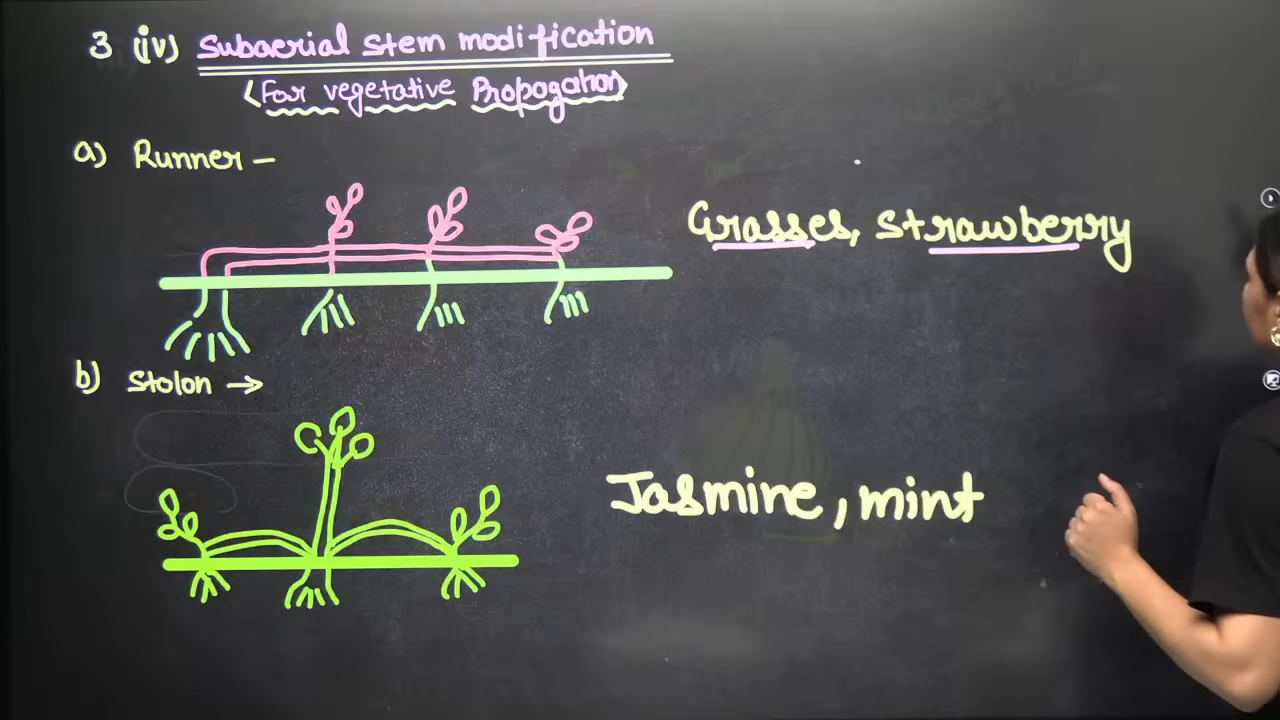 3 (iv) Subaerial stem modification
<For vegetative Propogation>
a) Runner –
Grasses, strawberry
b) Stolon →
Jasmine, mint